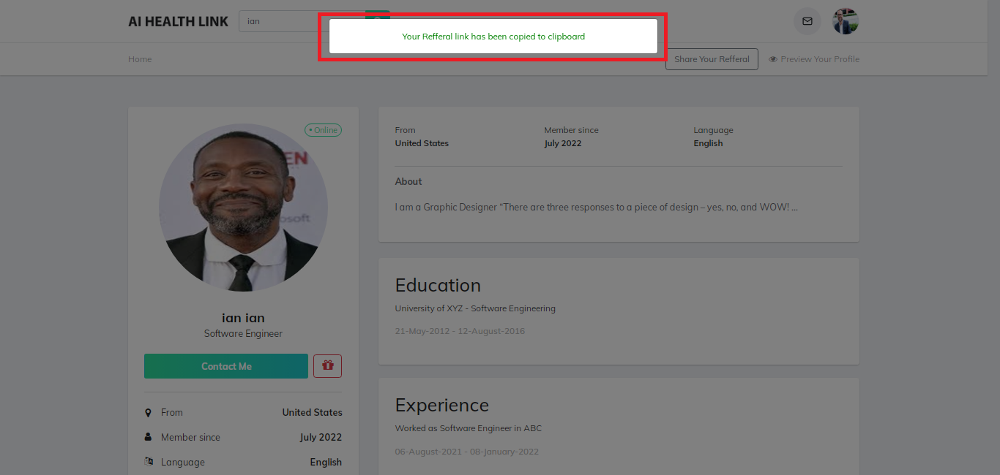 AI HEALTH LINK
ian
Your Refferal link has been copied to clipboard
Home
Share Your Refferal
Preview Your Profile
Online
EN
osoft
ian ian
Software Engineer
Contact Me
From United States
Member since July 2022
Language English
From Member since Language
United States July 2022 English
About
I am a Graphic Designer “There are three responses to a piece of design – yes, no, and WOW! ...
Education
University of XYZ - Software Engineering
21-May-2012 - 12-August-2016
Experience
Worked as Software Engineer in ABC
06-August-2021 - 08-January-2022